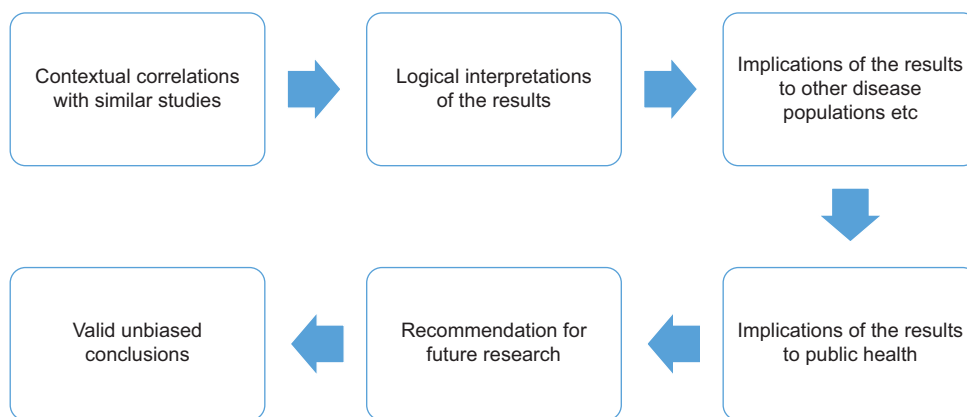 Contextual correlations
with similar studies
Logical interpretations
of the results
Implications of the results
to other disease
populations etc
Implications of the results
to public health
Recommendation for
future research
Valid unbiased
conclusions